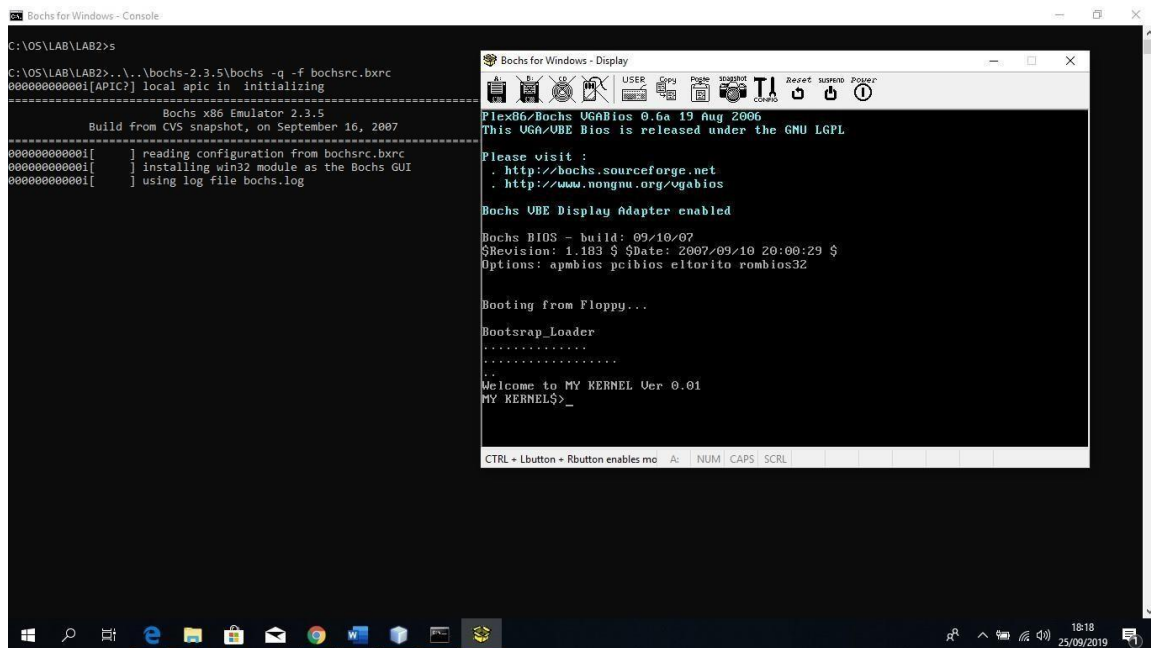 Bochs for Windows - Console
C:\OS\LAB\LAB2>s
C:\OS\LAB\LAB2>..\..\bochs-2.3.5\bochs -q -f bochsrc.bxrc
00000000000i[APIC?] local apic in  initializing
========================================================================
Bochs x86 Emulator 2.3.5
Build from CVS snapshot, on September 16, 2007
========================================================================
00000000000i[     ] reading configuration from bochsrc.bxrc
00000000000i[     ] installing win32 module as the Bochs GUI
00000000000i[     ] using log file bochs.log
Bochs for Windows - Display
A: B: CD USER Copy Paste snapshot CONFIG Reset SUSPEND Power
Plex86/Bochs VGABios 0.6a 19 Aug 2006
This VGA/VBE Bios is released under the GNU LGPL
Please visit :
. http://bochs.sourceforge.net
. http://www.nongnu.org/vgabios
Bochs VBE Display Adapter enabled
Bochs BIOS - build: 09/10/07
$Revision: 1.183 $ $Date: 2007/09/10 20:00:29 $
Options: apmbios pcibios eltorito rombios32
Booting from Floppy...
Bootsrap_Loader
..............
..................
..
Welcome to MY KERNEL Ver 0.01
MY KERNEL$>_
CTRL + Lbutton + Rbutton enables mo A: NUM CAPS SCRL
18:18
25/09/2019